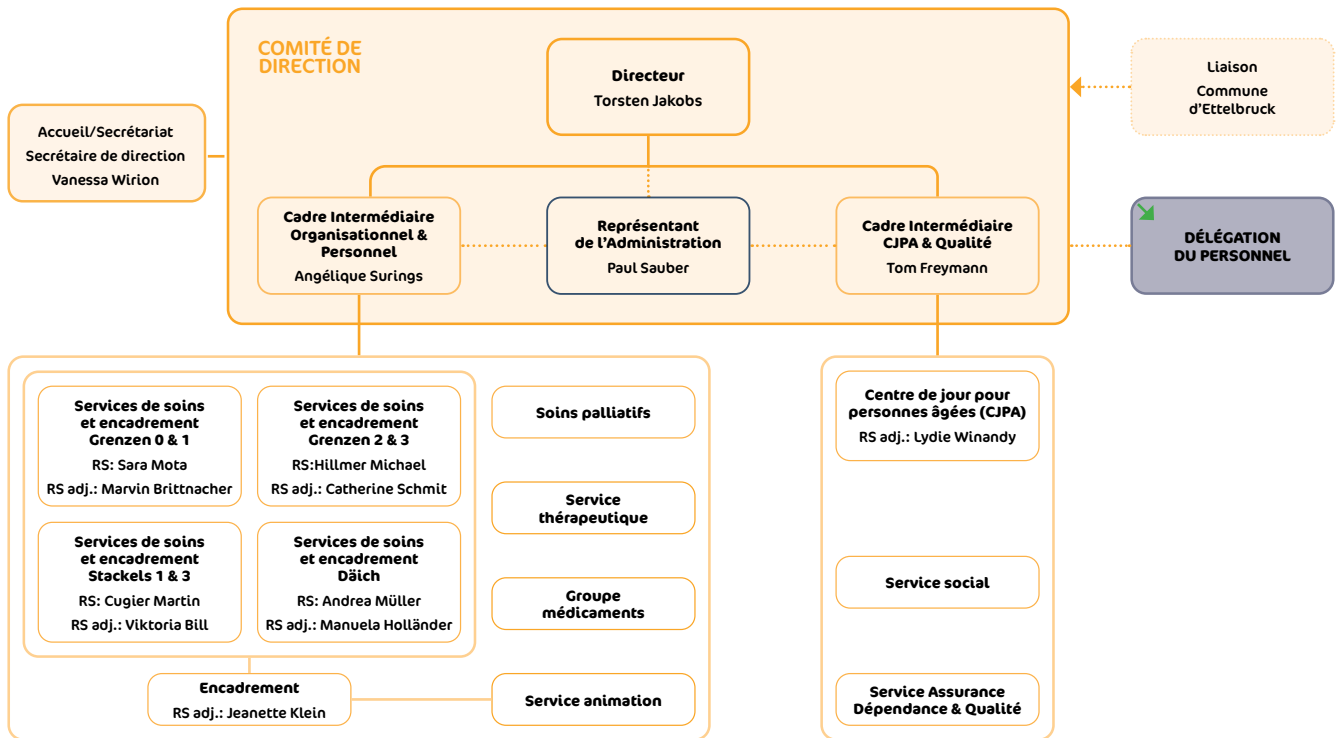 COMITÉ DE
DIRECTION
Directeur
Torsten Jakobs
Liaison
Commune
d'Ettelbruck
Accueil/Secrétariat
Secrétaire de direction
Vanessa Wirion
Cadre Intermédiaire
Organisationnel &
Personnel
Angélique Surings
Représentant
de l'Administration
Paul Sauber
Cadre Intermédiaire
CJPA & Qualité
Tom Freymann
DÉLÉGATION
DU PERSONNEL
Services de soins
et encadrement
Grenzen 0 & 1
RS: Sara Mota
RS adj.: Marvin Brittnacher
Services de soins
et encadrement
Grenzen 2 & 3
RS:Hillmer Michael
RS adj.: Catherine Schmit
Soins palliatifs
Centre de jour pour
personnes âgées (CJPA)
RS adj.: Lydie Winandy
Service
thérapeutique
Services de soins
et encadrement
Stackels 1 & 3
RS: Cugier Martin
RS adj.: Viktoria Bill
Services de soins
et encadrement
Däich
RS: Andrea Müller
RS adj.: Manuela Holländer
Groupe
médicaments
Service social
Encadrement
RS adj.: Jeanette Klein
Service animation
Service Assurance
Dépendance & Qualité